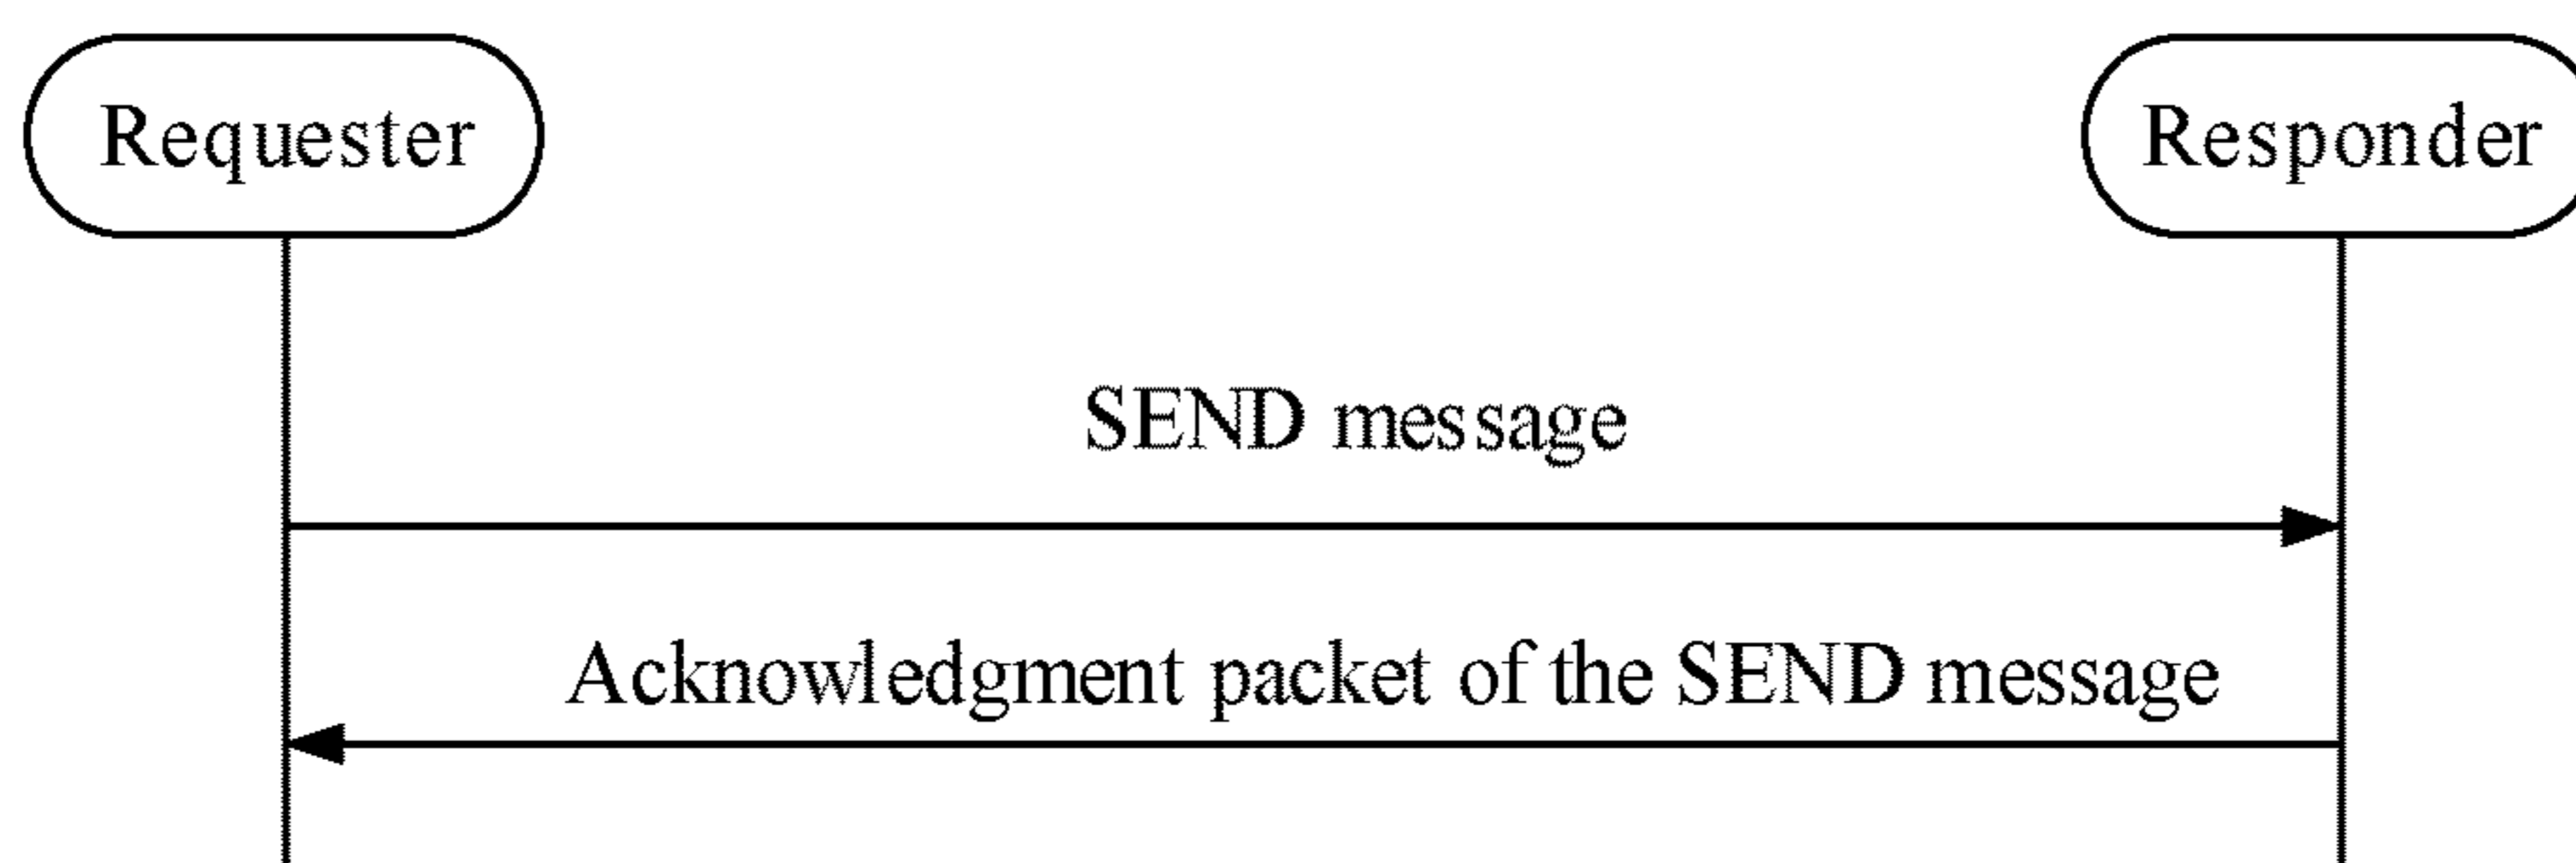 Requester
Responder
SEND message
Acknowledgment packet of the SEND message